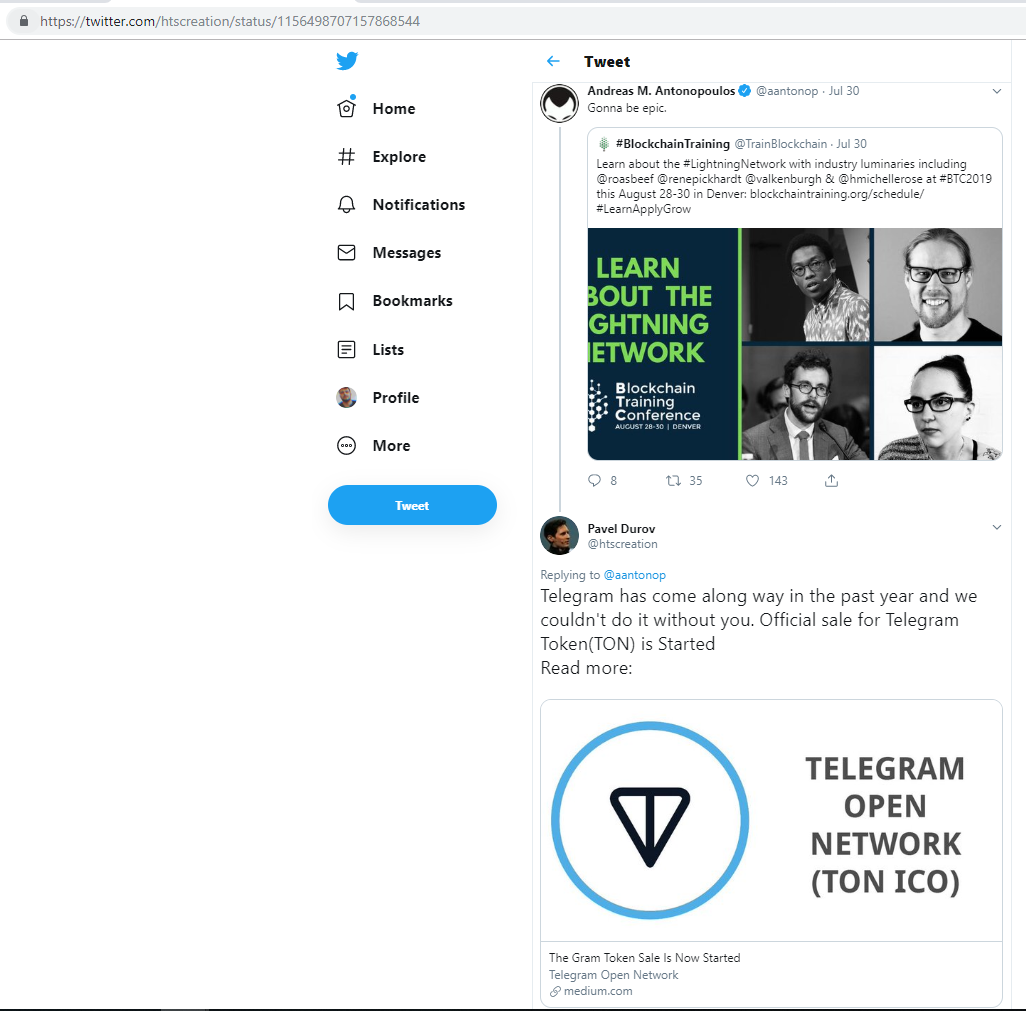 https://twitter.com/htscreation/status/1156498707157868544
Home
Explore
Notifications
Messages
Bookmarks
Lists
Profile
More
Tweet
Tweet
Andreas M. Antonopoulos @aantonop · Jul 30
Gonna be epic.
#BlockchainTraining @TrainBlockchain · Jul 30
Learn about the #LightningNetwork with industry luminaries including
@roasbeef @renepickhardt @valkenburgh & @hmichellerose at #BTC2019
this August 28-30 in Denver: blockchaintraining.org/schedule/
#LearnApplyGrow
LEARN
BOUT THE
GHTNING
ETWORK
Blockchain
Training
Conference
AUGUST 28-30 | DENVER
8 35 143
Pavel Durov
@htscreation
Replying to @aantonop
Telegram has come along way in the past year and we
couldn't do it without you. Official sale for Telegram
Token(TON) is Started
Read more:
TELEGRAM
OPEN
NETWORK
(TON ICO)
The Gram Token Sale Is Now Started
Telegram Open Network
medium.com